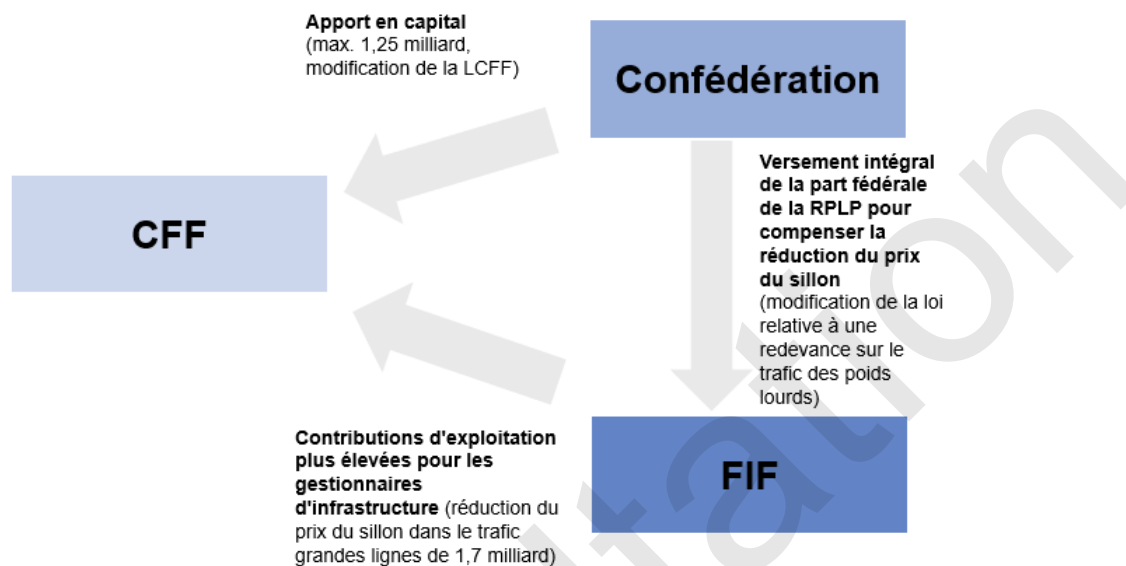 Apport en capital
(max. 1,25 milliard,
modification de la LCFF)
Confédération
CFF
Versement intégral
de la part fédérale
de la RPLP pour
compenser la
réduction du prix
du sillon
(modification de la loi
relative à une
redevance sur le
trafic des poids
lourds)
Contributions d'exploitation
plus élevées pour les
gestionnaires
d'infrastructure (réduction du
prix du sillon dans le trafic
grandes lignes de 1,7 milliard)
FIF